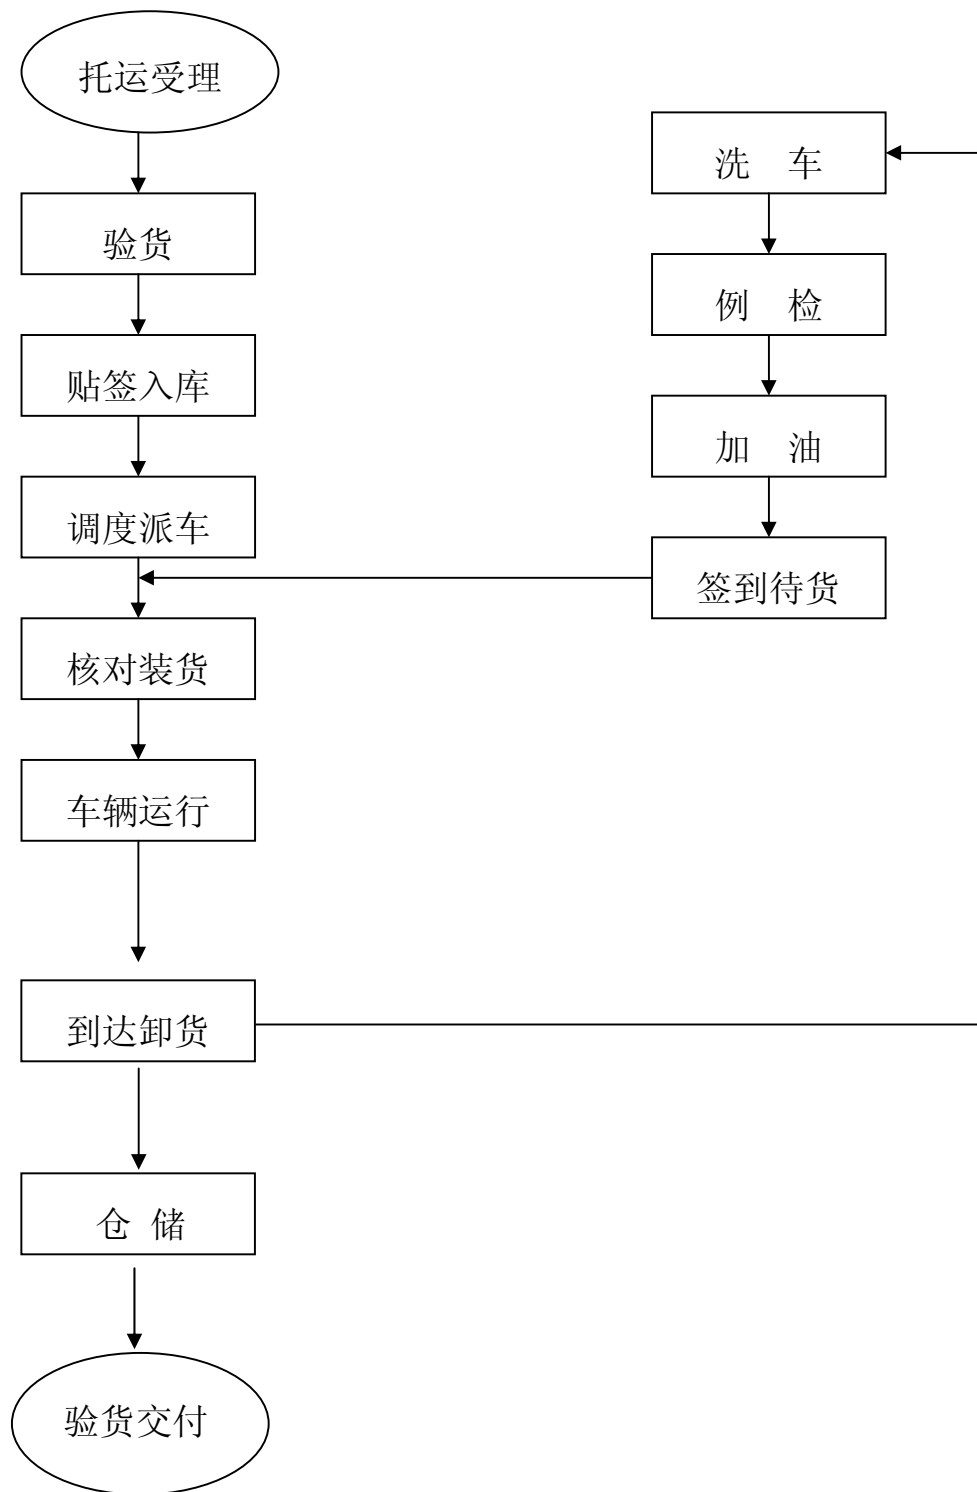 托运受理
验货
贴签入库
调度派车
核对装货
车辆运行
到达卸货
仓 储
验货交付
洗 车
例 检
加 油
签到待货